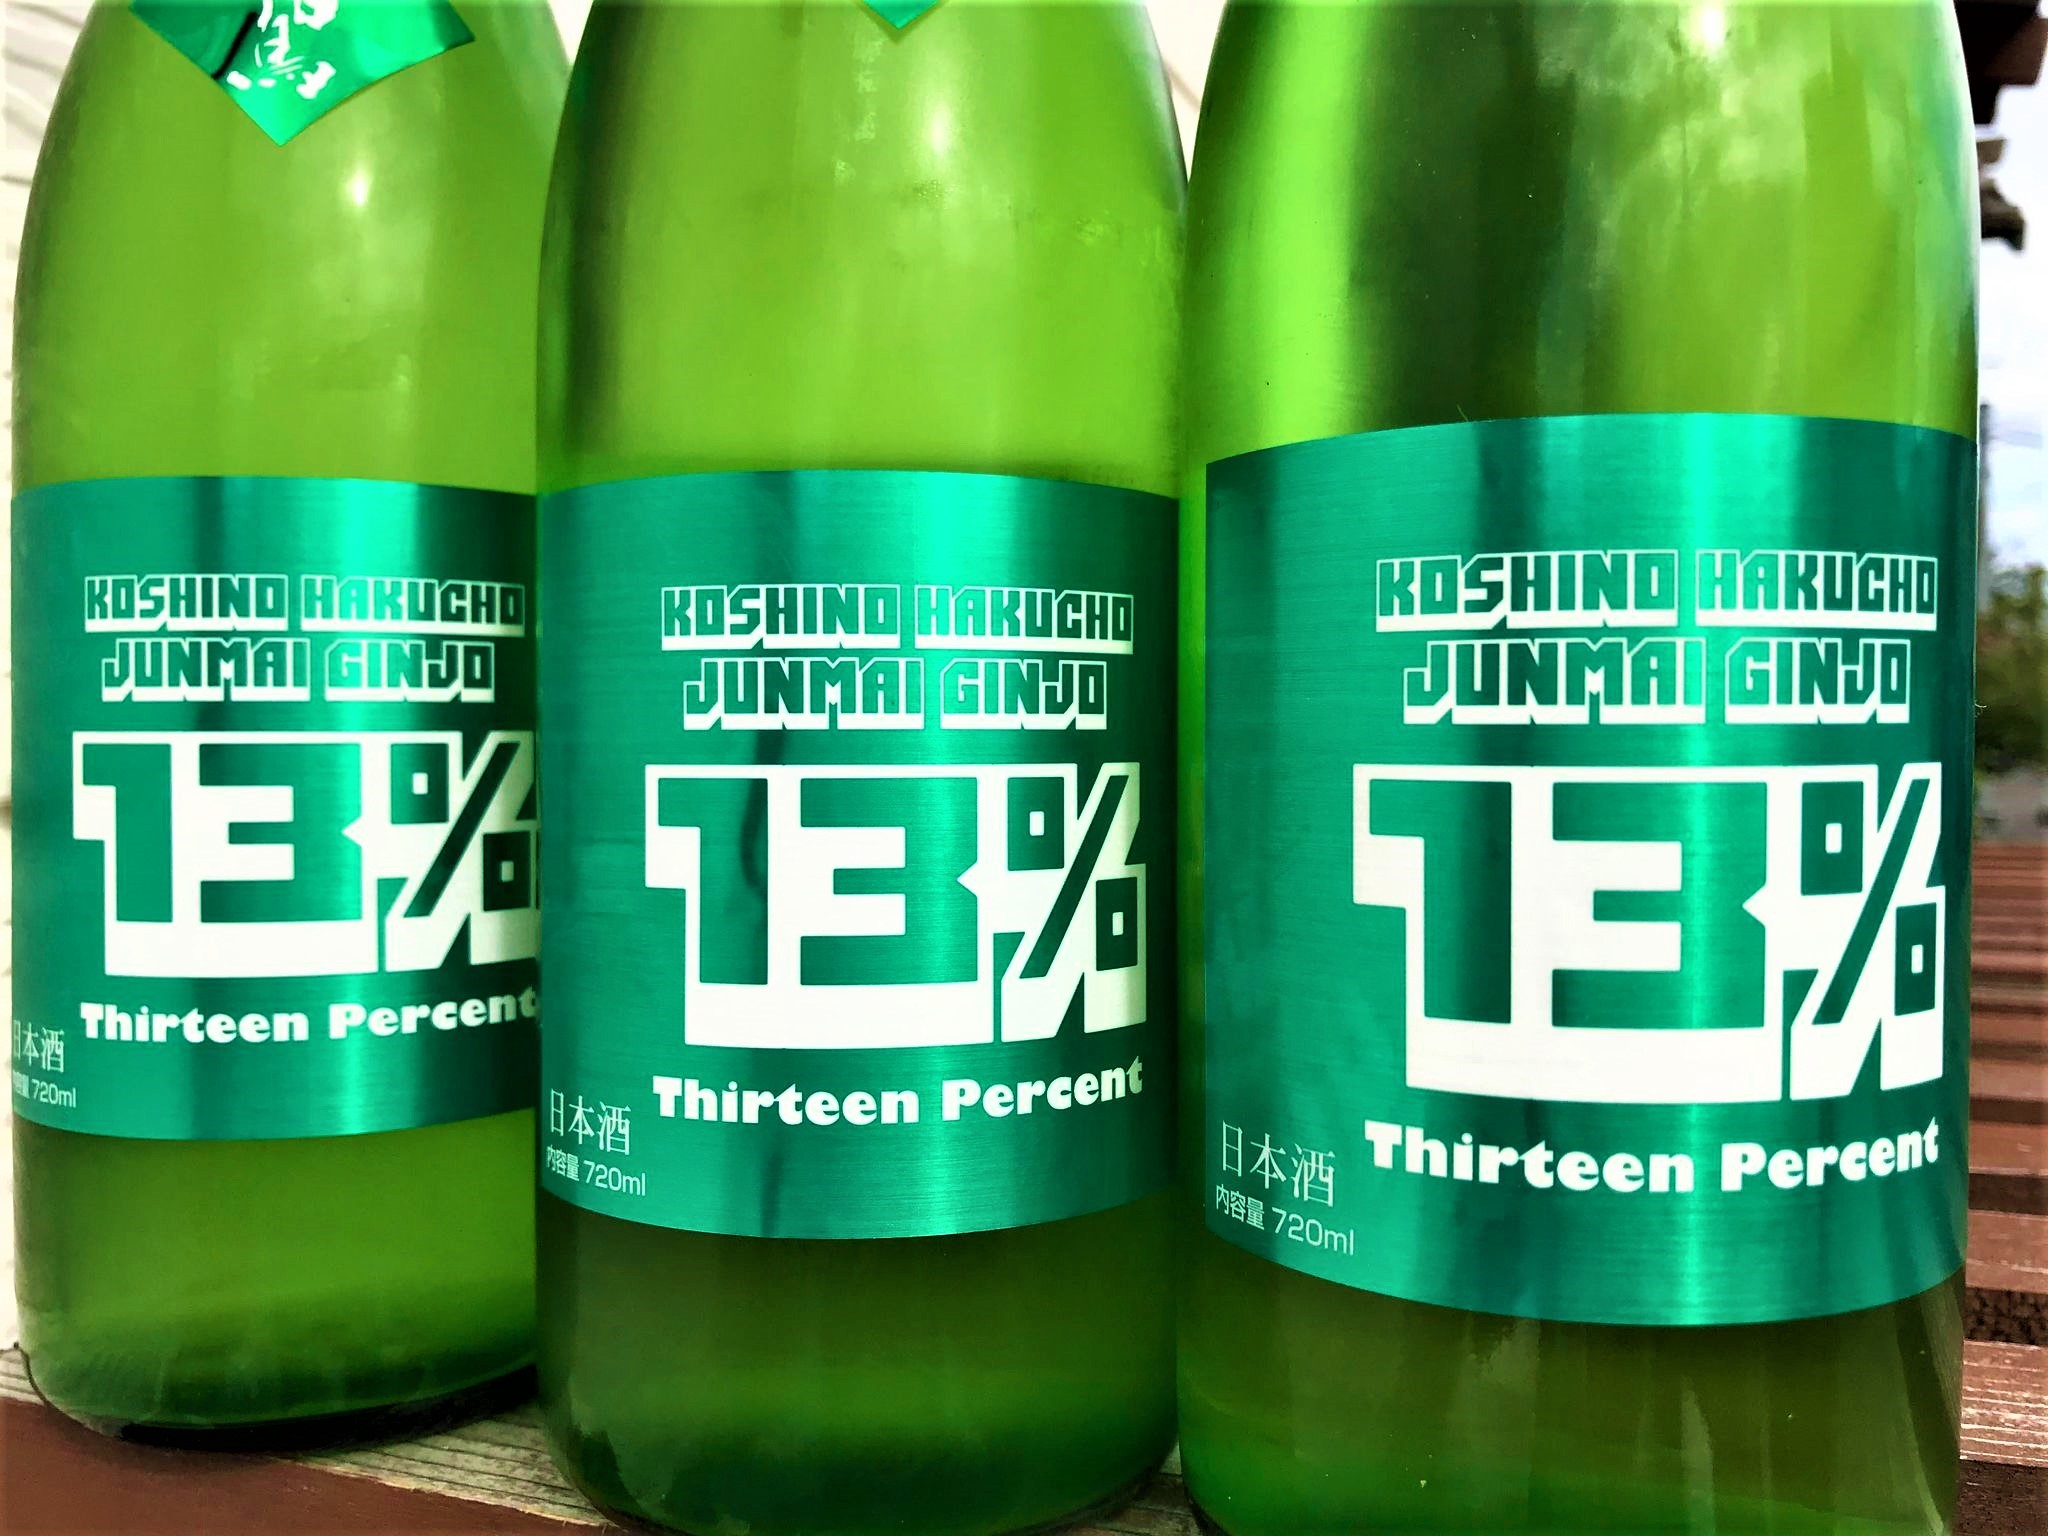 KOSHINO HAKUCHO
JUNMAI GINJO
13%
Thirteen Percent
日本酒
内容量 720ml
KOSHINO HAKUCHO
JUNMAI GINJO
13%
Thirteen Percent
日本酒
内容量 720ml
KOSHINO HAKUCHO
JUNMAI GINJO
13%
Thirteen Percent
日本酒
内容量 720ml